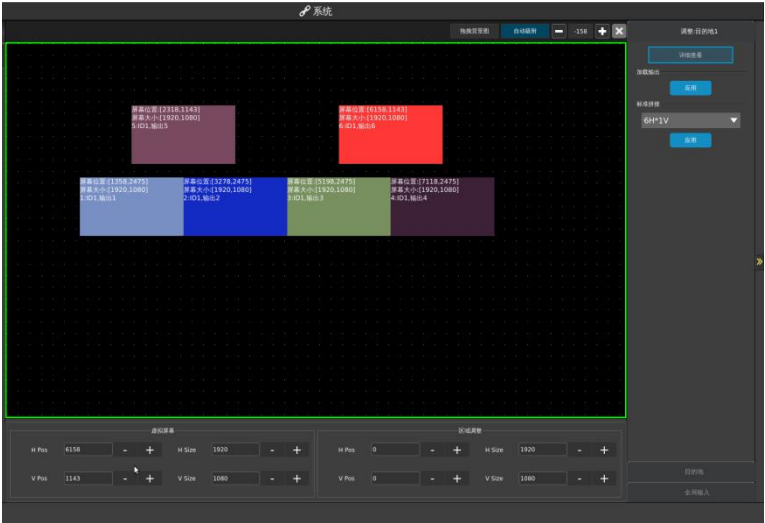 系统
拖拽背景图 自动吸附 -158
调整:目的地1
详细查看
加载输出
应用
标准拼接
6H*1V
应用
屏幕位置:[2318,1143]
屏幕大小:[1920,1080]
5:ID1,输出5
屏幕位置:[6158,1143]
屏幕大小:[1920,1080]
6:ID1,输出6
屏幕位置:[1358,2475]
屏幕大小:[1920,1080]
1:ID1,输出1
屏幕位置:[3278,2475]
屏幕大小:[1920,1080]
2:ID1,输出2
屏幕位置:[5198,2475]
屏幕大小:[1920,1080]
3:ID1,输出3
屏幕位置:[7118,2475]
屏幕大小:[1920,1080]
4:ID1,输出4
虚拟屏幕
H Pos 6158 - + H Size 1920 - +
V Pos 1143 - + V Size 1080 - +
区域调整
H Pos 0 - + H Size 1920 - +
V Pos 0 - + V Size 1080 - +
目的地
全局输入